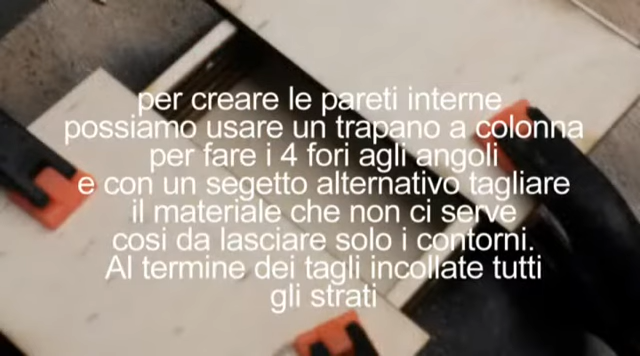 per creare le pareti interne
possiamo usare un trapano a colonna
per fare i 4 fori agli angoli
e con un segetto alternativo tagliare
il materiale che non ci serve
cosi da lasciare solo i contorni.
Al termine dei tagli incollate tutti
gli strati